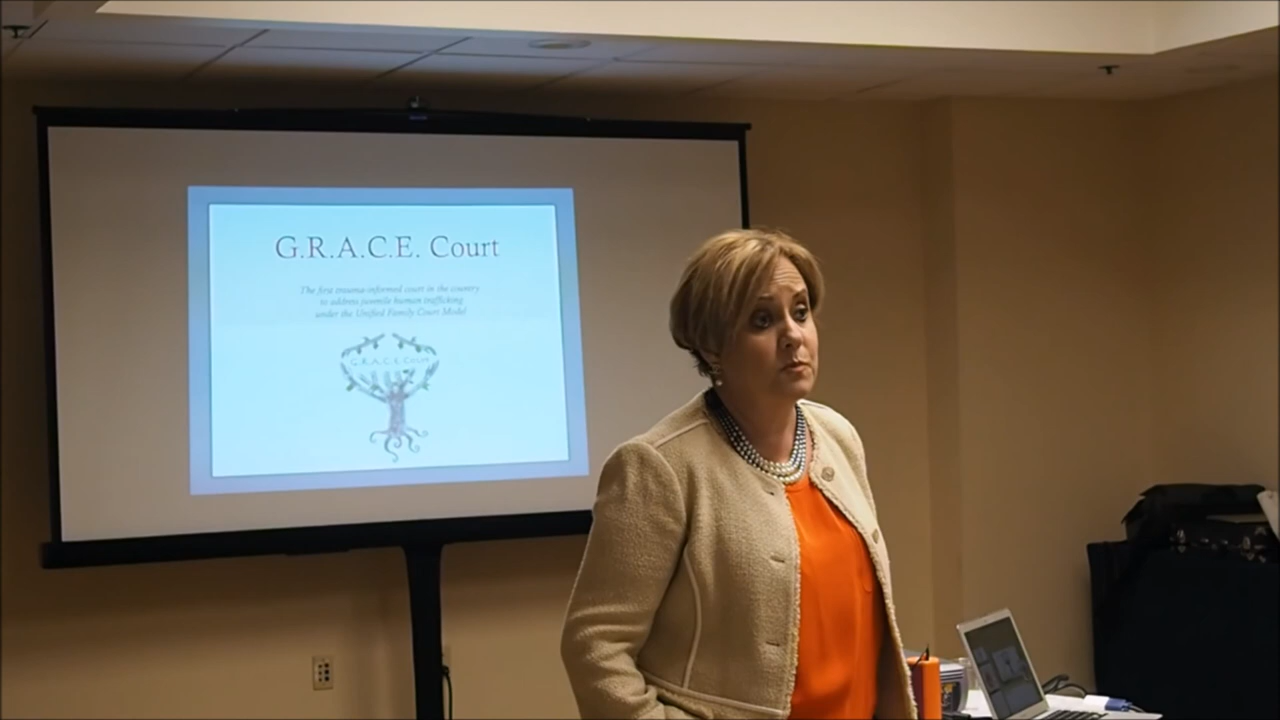 G.R.A.C.E. Court
The first trauma-informed court in the country
to address juvenile human trafficking
under the Unified Family Court Model
G.R.A.C.E. Court